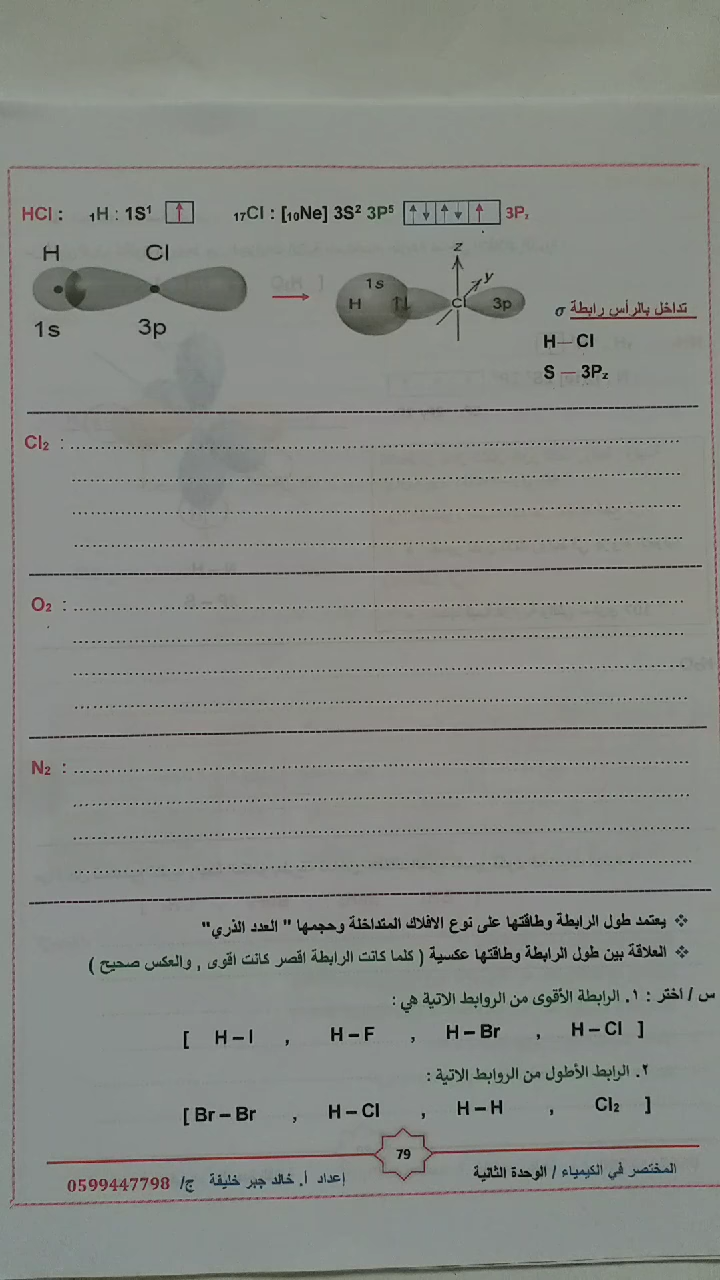 HCl : ₁H : 1S¹ ↑ ₁₇Cl : [₁₀Ne] 3S² 3P⁵ ↑↓ ↑↓ ↑ 3P𝓏
H Cl
1s 3p
z
y
1s
H ↑↓ Cl 3p
تداخل بالرأس رابطة σ
H — Cl
S — 3P𝓏
Cl₂ : ......................................................
O₂ : ......................................................
N₂ : ......................................................
❖ يعتمد طول الرابطة وطاقتها على نوع الافلاك المتداخلة وحجمها " العدد الذري"
❖ العلاقة بين طول الرابطة وطاقتها عكسية ( كلما كانت الرابطة اقصر كانت اقوى , والعكس صحيح )
س / اختر : ١. الرابطة الأقوى من الروابط الاتية هي :
[ H – I , H – F , H – Br , H – Cl ]
٢. الرابط الأطول من الروابط الاتية :
[ Br – Br , H – Cl , H – H , Cl₂ ]
79
المختصر في الكيمياء / الوحدة الثانية
إعداد أ. خالد جبر خليفة ج/ 0599447798